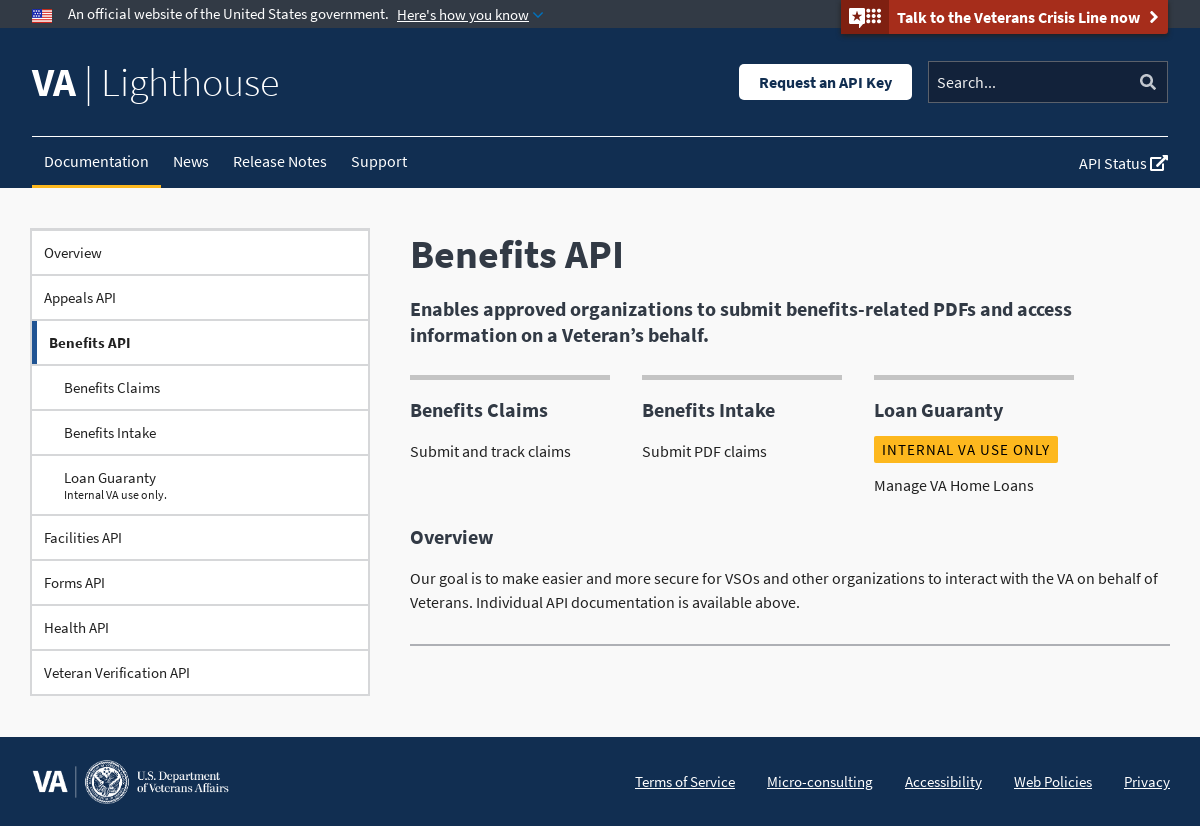 An official website of the United States government. Here's how you know
Talk to the Veterans Crisis Line now
VA | Lighthouse
Request an API Key
Search...
Documentation News Release Notes Support
API Status
Overview
Appeals API
Benefits API
Benefits Claims
Benefits Intake
Loan Guaranty
Internal VA use only.
Facilities API
Forms API
Health API
Veteran Verification API
Benefits API
Enables approved organizations to submit benefits-related PDFs and access
information on a Veteran’s behalf.
Benefits Claims
Submit and track claims
Benefits Intake
Submit PDF claims
Loan Guaranty
INTERNAL VA USE ONLY
Manage VA Home Loans
Overview
Our goal is to make easier and more secure for VSOs and other organizations to interact with the VA on behalf of
Veterans. Individual API documentation is available above.
VA
U.S. Department
of Veterans Affairs
Terms of Service Micro-consulting Accessibility Web Policies Privacy